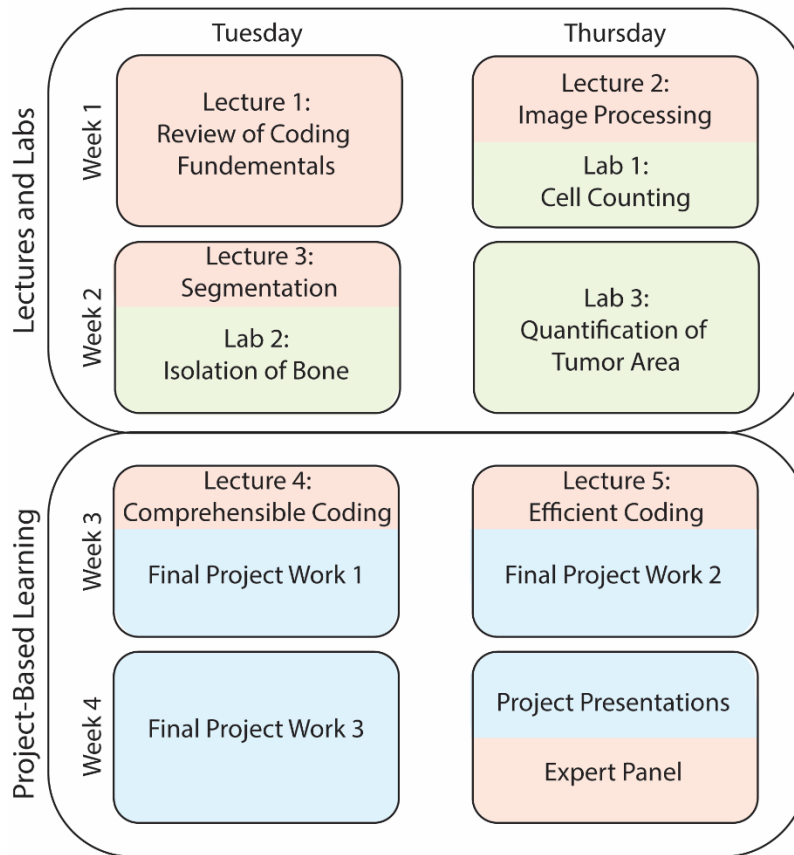 Tuesday
Thursday
Lectures and Labs
Week 1
Lecture 1:
Review of Coding
Fundementals
Lecture 2:
Image Processing
Lab 1:
Cell Counting
Week 2
Lecture 3:
Segmentation
Lab 2:
Isolation of Bone
Lab 3:
Quantification of
Tumor Area
Project-Based Learning
Week 3
Lecture 4:
Comprehensible Coding
Final Project Work 1
Lecture 5:
Efficient Coding
Final Project Work 2
Week 4
Final Project Work 3
Project Presentations
Expert Panel